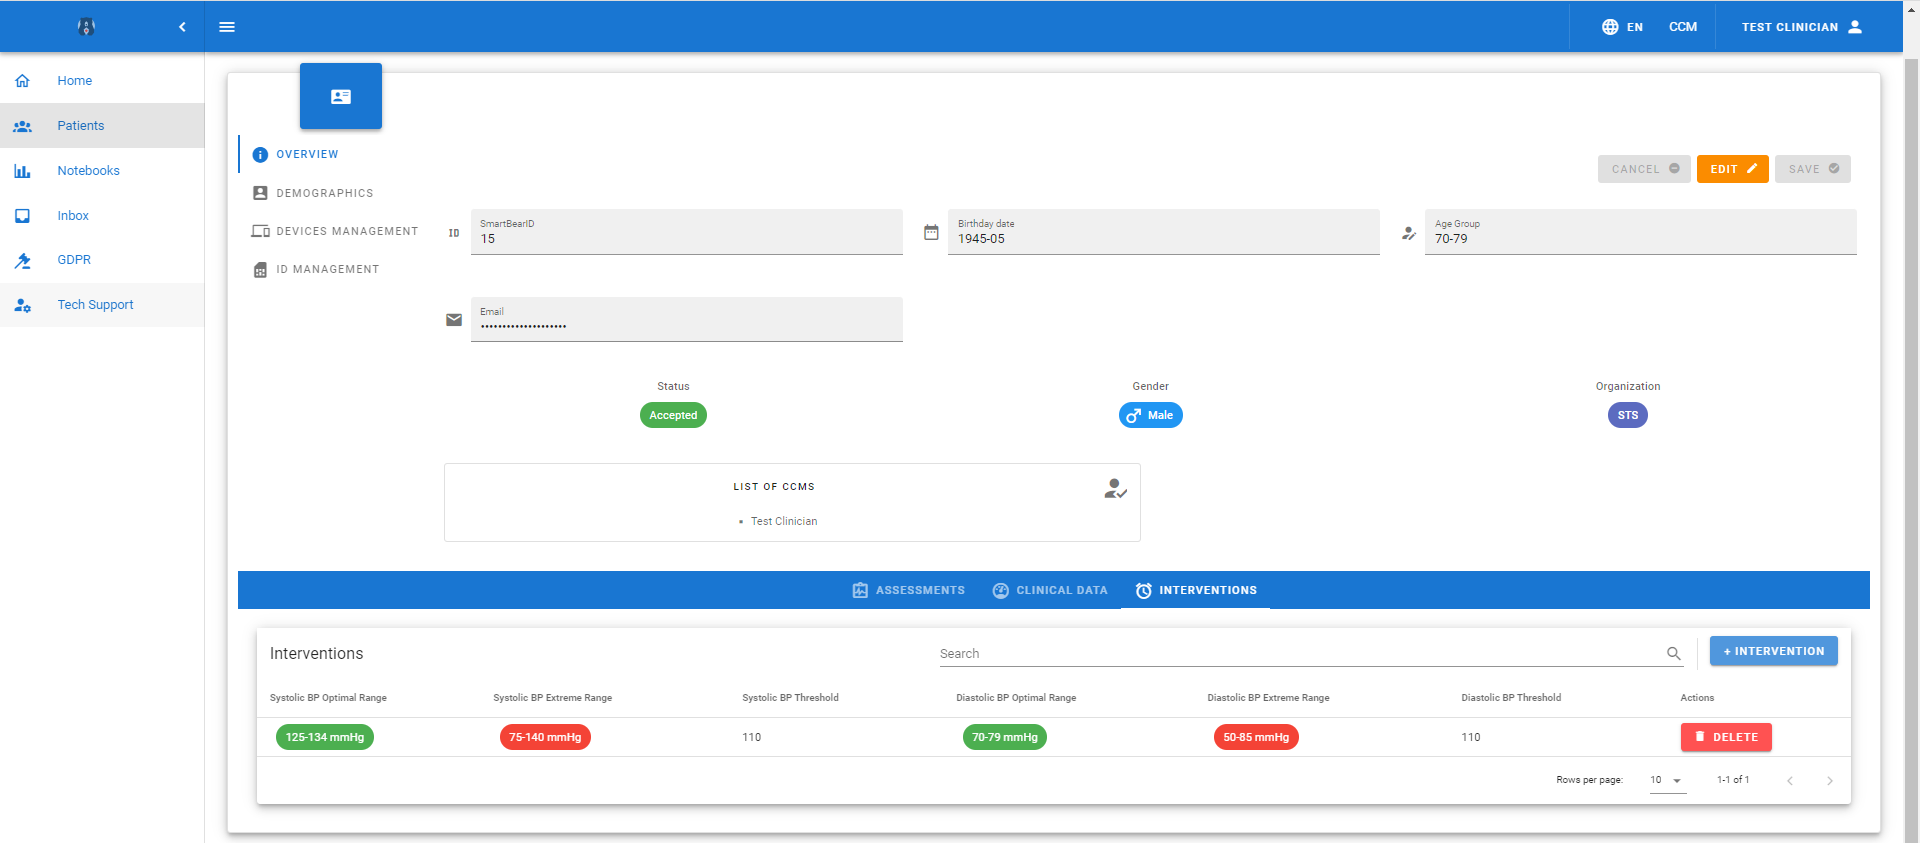 EN CCM TEST CLINICIAN
Home
Patients
Notebooks
Inbox
GDPR
Tech Support
OVERVIEW
DEMOGRAPHICS
DEVICES MANAGEMENT
ID MANAGEMENT
CANCEL EDIT SAVE
ID
SmartBearID
15
Birthday date
1945-05
Age Group
70-79
Email
••••••••••••••••••••
Status
Accepted
Gender
Male
Organization
STS
LIST OF CCMS
• Test Clinician
ASSESSMENTS CLINICAL DATA INTERVENTIONS
Interventions
Search
+ INTERVENTION
Systolic BP Optimal Range Systolic BP Extreme Range Systolic BP Threshold Diastolic BP Optimal Range Diastolic BP Extreme Range Diastolic BP Threshold Actions
125-134 mmHg 75-140 mmHg 110 70-79 mmHg 50-85 mmHg 110 DELETE
Rows per page: 10 1-1 of 1